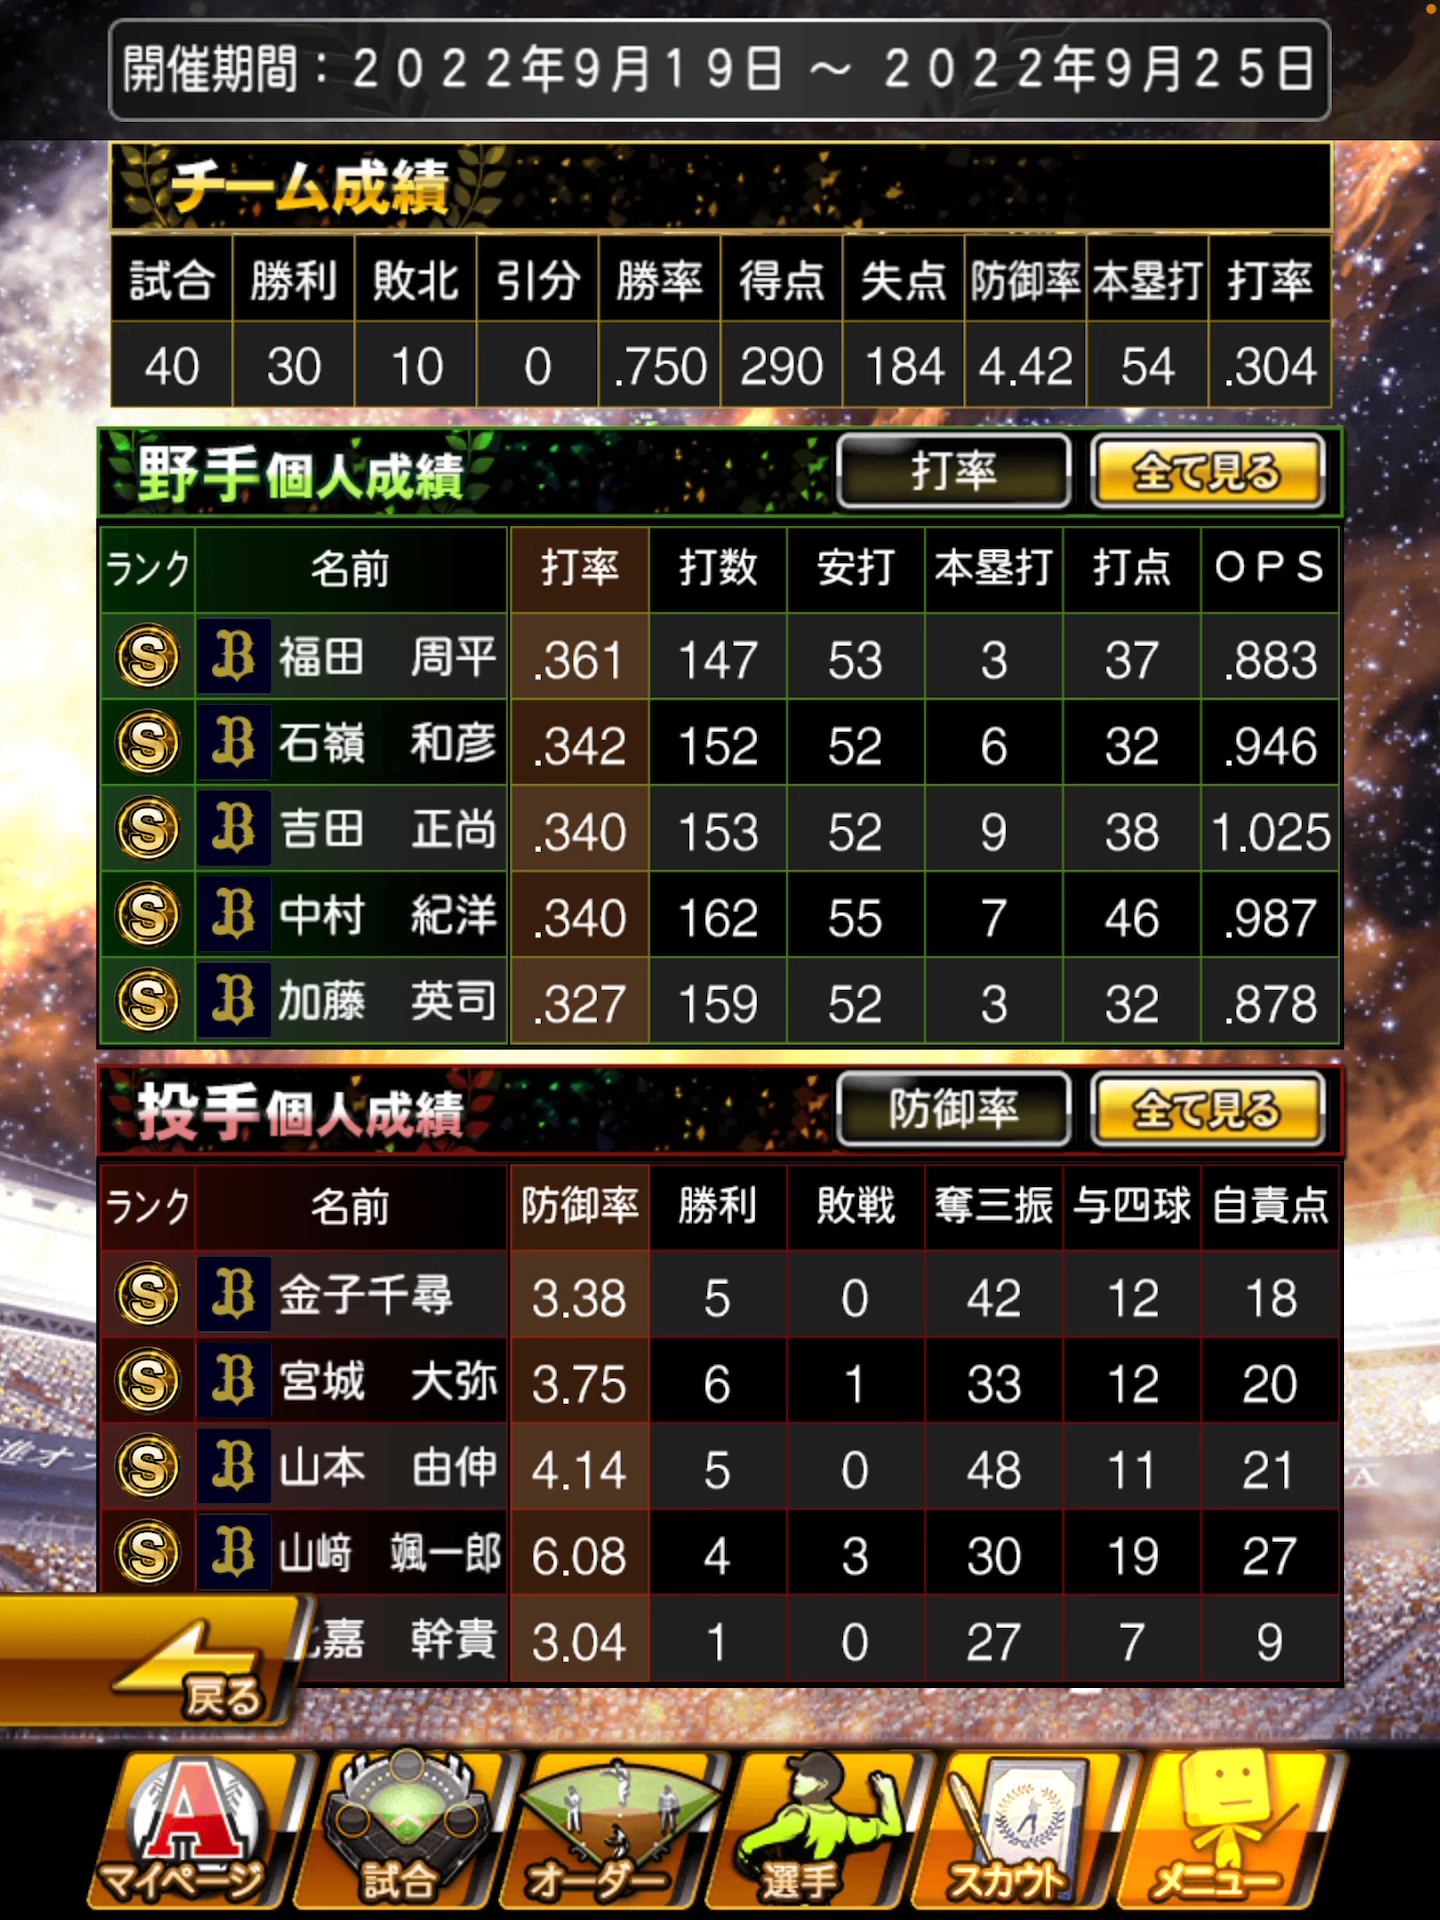 開催期間：２０２２年９月１９日 ～ ２０２２年９月２５日
チーム成績
試合 勝利 敗北 引分 勝率 得点 失点 防御率 本塁打 打率
40 30 10 0 .750 290 184 4.42 54 .304
野手個人成績 打率 全て見る
ランク 名前 打率 打数 安打 本塁打 打点 ＯＰＳ
S B 福田　周平 .361 147 53 3 37 .883
S B 石嶺　和彦 .342 152 52 6 32 .946
S B 吉田　正尚 .340 153 52 9 38 1.025
S B 中村　紀洋 .340 162 55 7 46 .987
S B 加藤　英司 .327 159 52 3 32 .878
投手個人成績 防御率 全て見る
ランク 名前 防御率 勝利 敗戦 奪三振 与四球 自責点
S B 金子千尋 3.38 5 0 42 12 18
S B 宮城　大弥 3.75 6 1 33 12 20
S B 山本　由伸 4.14 5 0 48 11 21
S B 山﨑　颯一郎 6.08 4 3 30 19 27
嘉　幹貴 3.04 1 0 27 7 9
戻る
A
マイページ 試合 オーダー 選手 スカウト メニュー